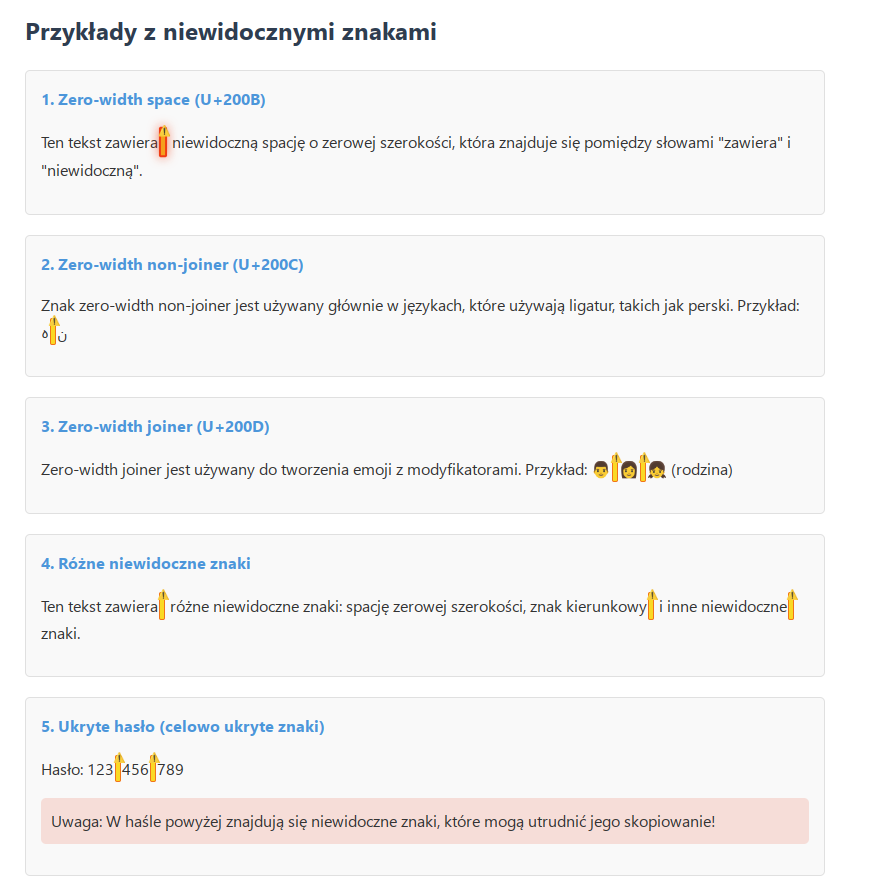 Przykłady z niewidocznymi znakami
1. Zero-width space (U+200B)
Ten tekst zawiera niewidoczną spację o zerowej szerokości, która znajduje się pomiędzy słowami "zawiera" i
"niewidoczną".
2. Zero-width non-joiner (U+200C)
Znak zero-width non-joiner jest używany głównie w językach, które używają ligatur, takich jak perski. Przykład:
ن‌ه
3. Zero-width joiner (U+200D)
Zero-width joiner jest używany do tworzenia emoji z modyfikatorami. Przykład: 👨👩👧 (rodzina)
4. Różne niewidoczne znaki
Ten tekst zawiera różne niewidoczne znaki: spację zerowej szerokości, znak kierunkowy i inne niewidoczne
znaki.
5. Ukryte hasło (celowo ukryte znaki)
Hasło: 123456789
Uwaga: W haśle powyżej znajdują się niewidoczne znaki, które mogą utrudnić jego skopiowanie!